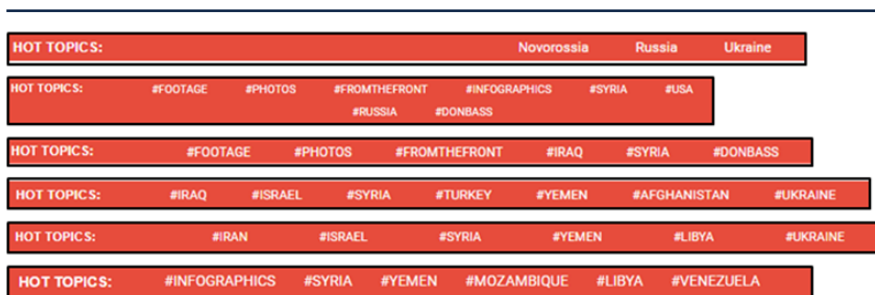 HOT TOPICS: Novorossia Russia Ukraine
HOT TOPICS: #FOOTAGE #PHOTOS #FROMTHEFRONT #INFOGRAPHICS #SYRIA #USA
#RUSSIA #DONBASS
HOT TOPICS: #FOOTAGE #PHOTOS #FROMTHEFRONT #IRAQ #SYRIA #DONBASS
HOT TOPICS: #IRAQ #ISRAEL #SYRIA #TURKEY #YEMEN #AFGHANISTAN #UKRAINE
HOT TOPICS: #IRAN #ISRAEL #SYRIA #YEMEN #LIBYA #UKRAINE
HOT TOPICS: #INFOGRAPHICS #SYRIA #YEMEN #MOZAMBIQUE #LIBYA #VENEZUELA